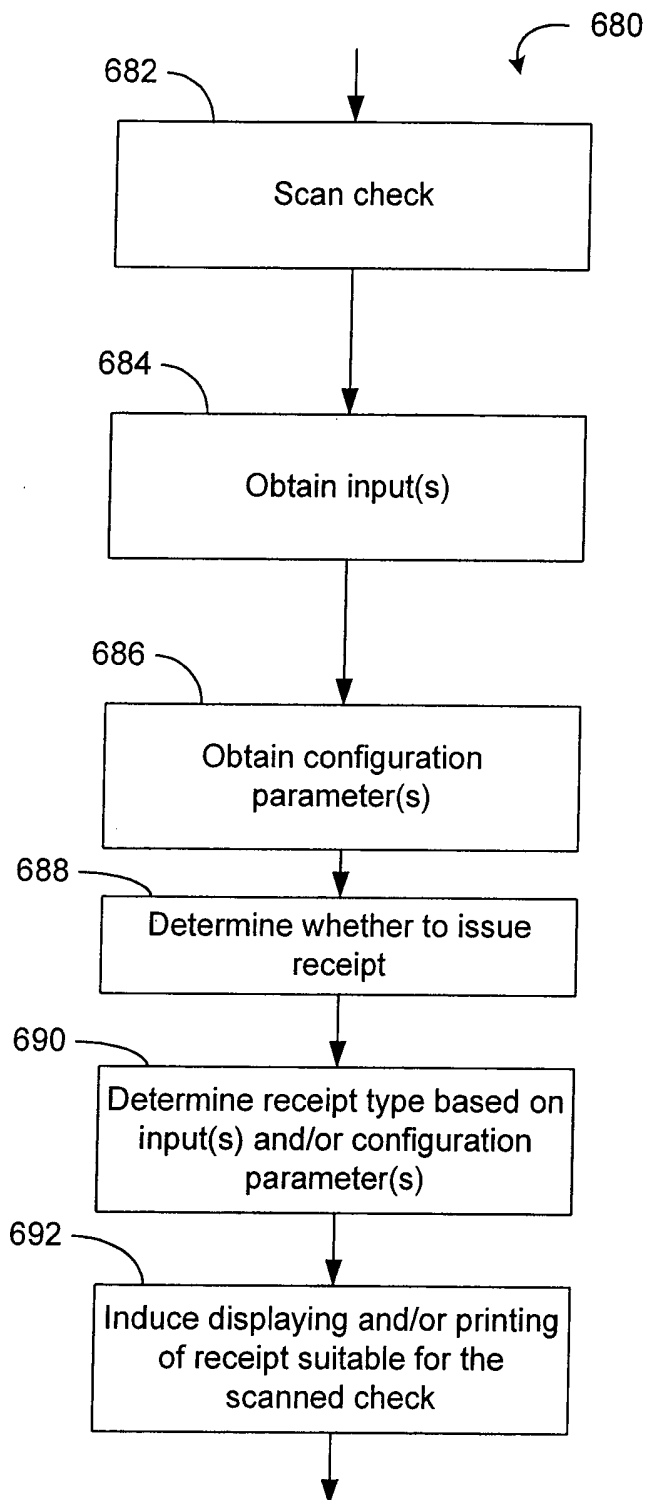 680
682
Scan check
684
Obtain input(s)
686
Obtain configuration
parameter(s)
688
Determine whether to issue
receipt
690
Determine receipt type based on
input(s) and/or configuration
parameter(s)
692
Induce displaying and/or printing
of receipt suitable for the
scanned check